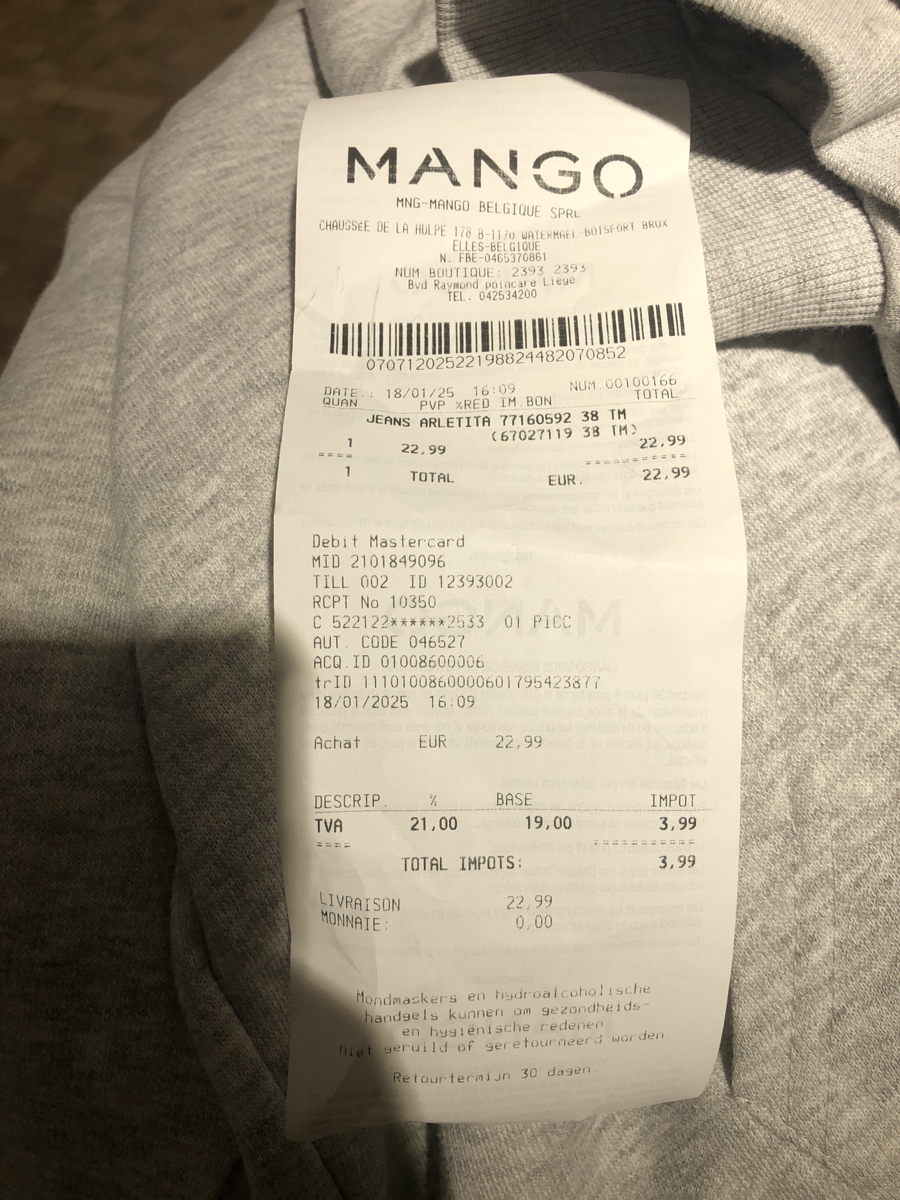 MANGO
MNG-MANGO BELGIQUE SPRL
CHAUSSéE DE LA HULPE 178 B-1170 WATERMAEL-BOISFORT BRUX
ELLES-BELGIQUE
N. FBE-0465370861
NUM BOUTIQUE: 2393 2393
Bvd Raymond poincare Liege
TEL. 042534200
070712025221988244820708​52
DATE.: 18/01/25 16:09 NUM.00100166
QUAN PVP %RED IM.BON TOTAL
JEANS ARLETITA 77160592 38 TM
(67027119 38 TM)
1 22,99 22,99
==== ===========
1 TOTAL EUR. 22,99
Debit Mastercard
MID 2101849096
TILL 002 ID 12393002
RCPT No 10350
C 522122******2533 01 PICC
AUT. CODE 046527
ACQ.ID 01008600006
trID 11101008600006017954238​77
18/01/2025 16:09
Achat EUR 22,99
DESCRIP. % BASE IMPOT
TVA 21,00 19,00 3,99
==== ===========
TOTAL IMPOTS: 3,99
LIVRAISON 22,99
MONNAIE: 0,00
Mondmaskers en hydroalcoholische
handgels kunnen om gezondheids-
en hygiënische redenen
niet geruild of geretourneerd worden.
Retourtermijn 30 dagen.